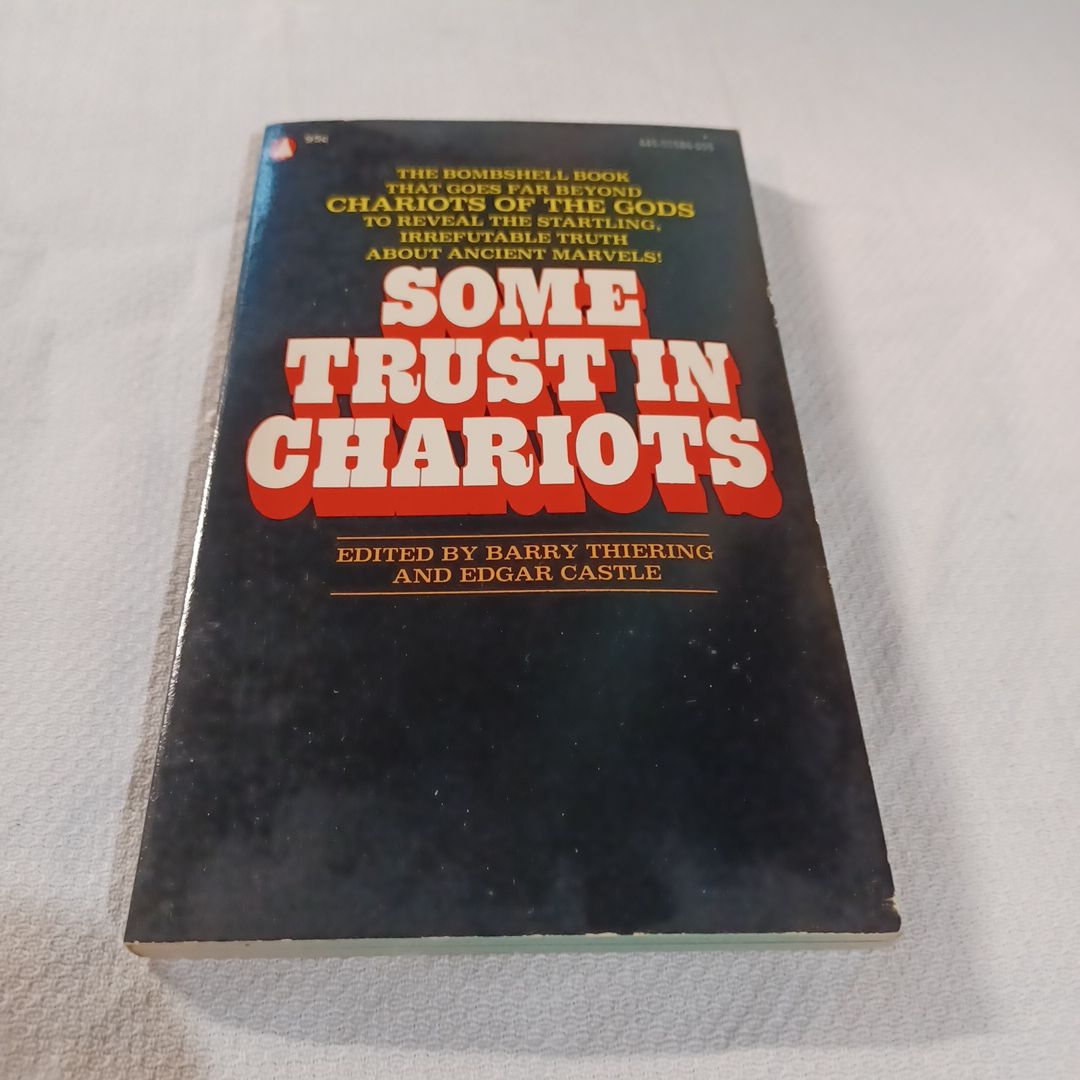 95c
THE BOMBSHELL BOOK
THAT GOES FAR BEYOND
CHARIOTS OF THE GODS
TO REVEAL THE STARTLING,
IRREFUTABLE TRUTH
ABOUT ANCIENT MARVELS!
SOME
TRUST IN
CHARIOTS
EDITED BY BARRY THIERING
AND EDGAR CASTLE